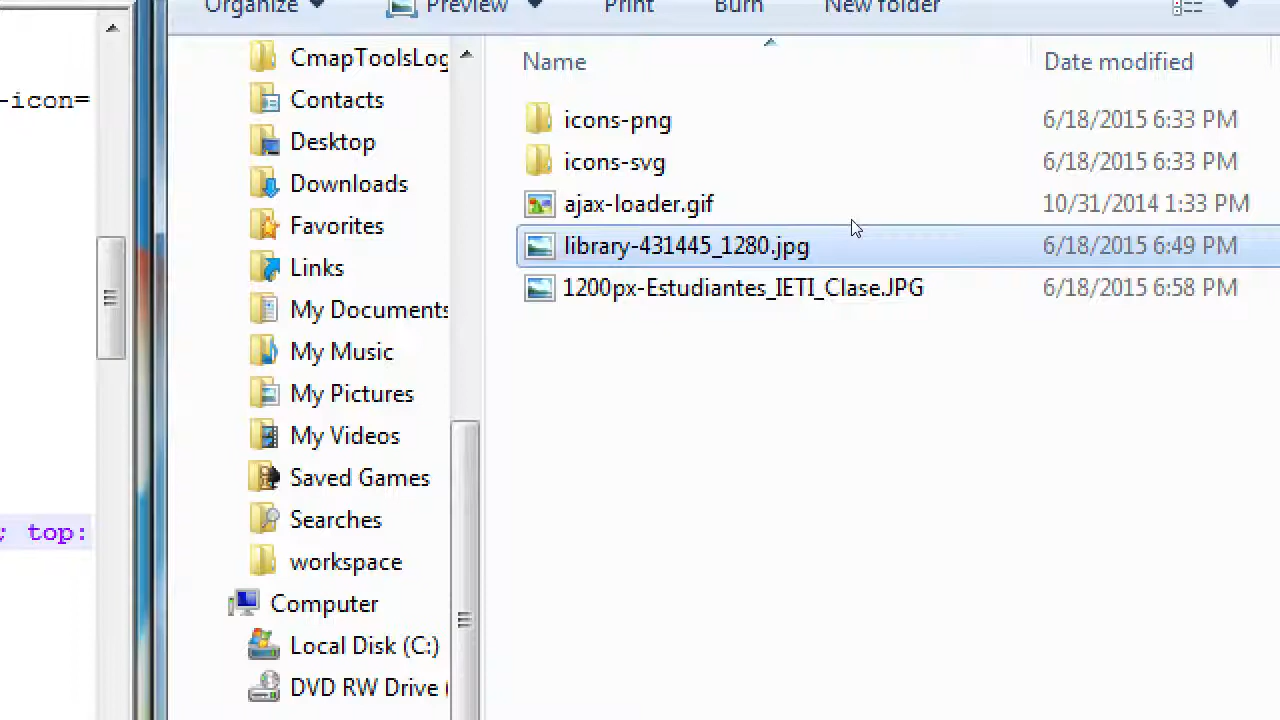 Organize Preview Print Burn New folder
-icon=
; top:
CmapToolsLog
Contacts
Desktop
Downloads
Favorites
Links
My Documents
My Music
My Pictures
My Videos
Saved Games
Searches
workspace
Computer
Local Disk (C:)
DVD RW Drive (
Name Date modified
icons-png 6/18/2015 6:33 PM
icons-svg 6/18/2015 6:33 PM
ajax-loader.gif 10/31/2014 1:33 PM
library-431445_1280.jpg 6/18/2015 6:49 PM
1200px-Estudiantes_IETI_Clase.JPG 6/18/2015 6:58 PM